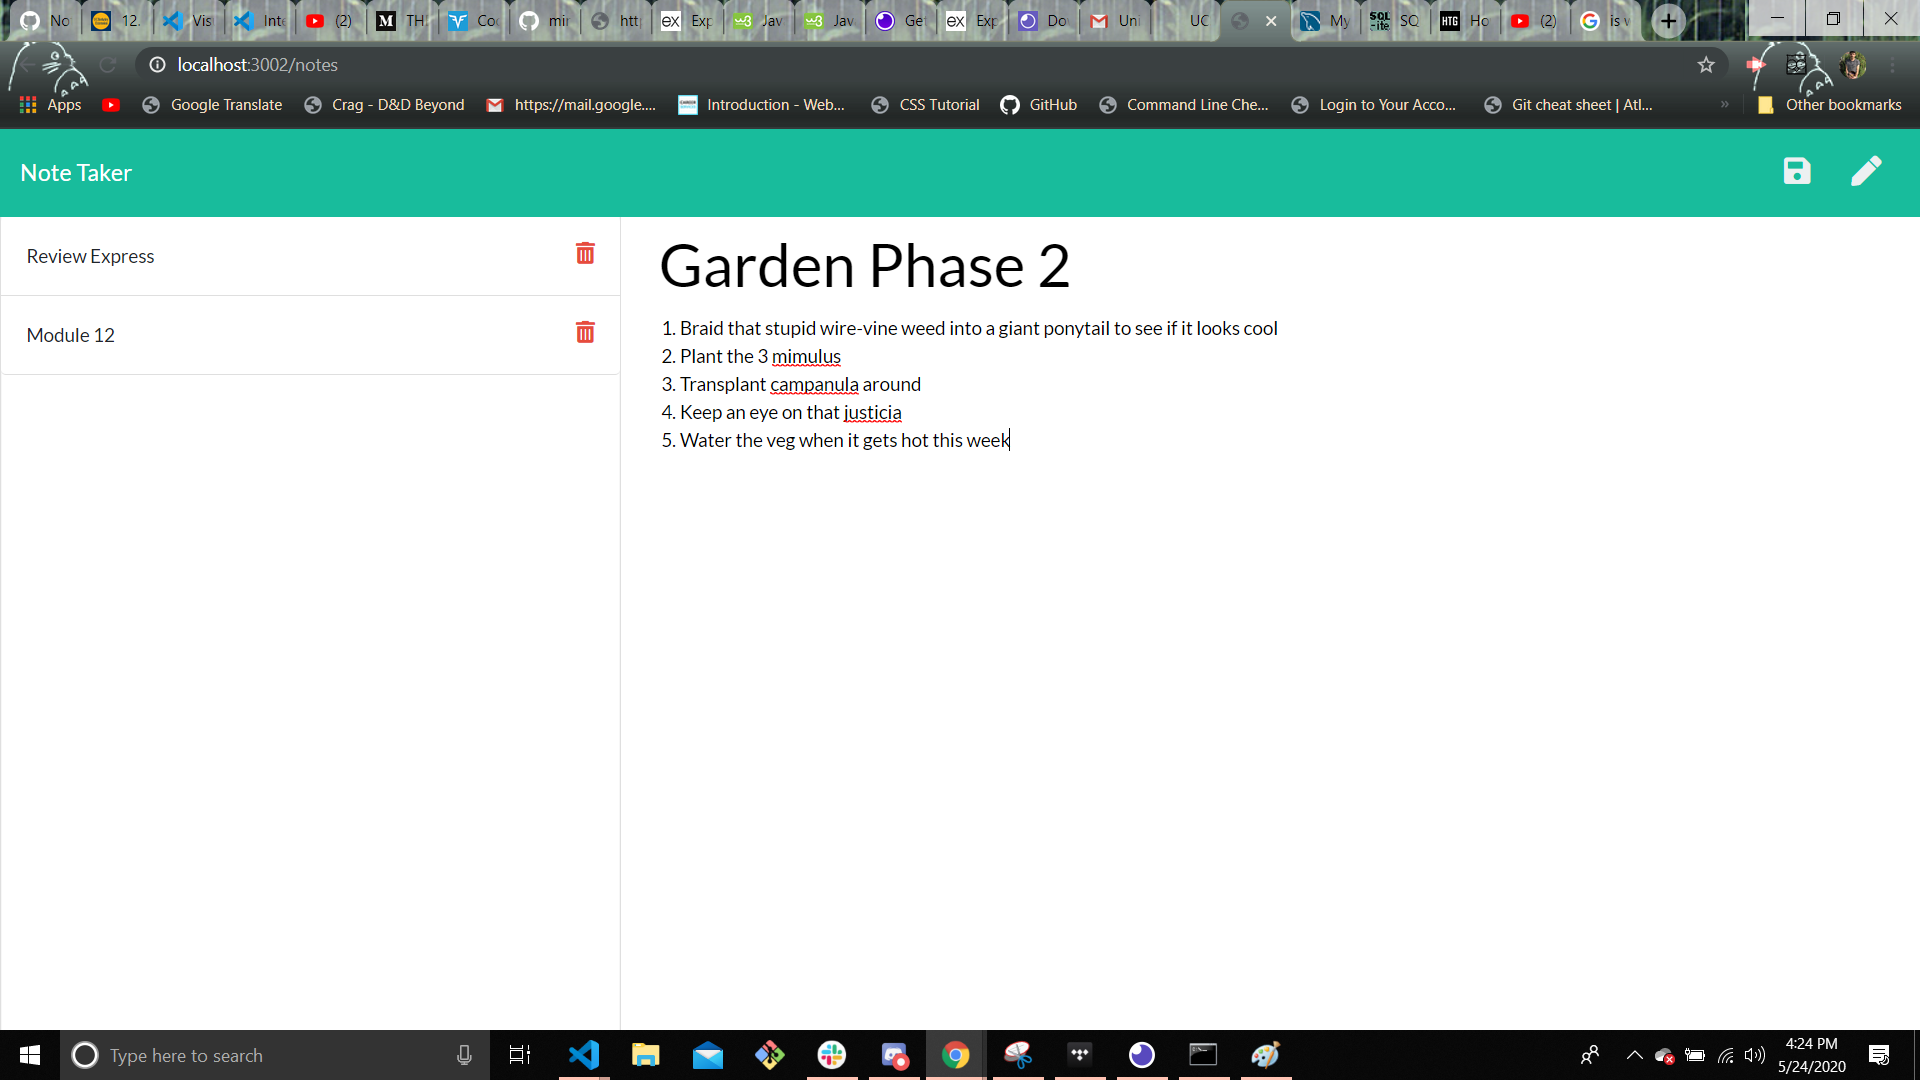 No
12.
Vis
Inte
(2)
TH
Co
min
http
Exp
Jav
Jav
Get
Exp
Do
Uni
UC
My
SQ
Ho
(2)
is v
localhost:3002/notes
Apps
Google Translate
Crag - D&D Beyond
https://mail.google....
Introduction - Web...
CSS Tutorial
GitHub
Command Line Che...
Login to Your Acco...
Git cheat sheet | Atl...
»
Other bookmarks
Note Taker
Review Express
Module 12
Garden Phase 2
1. Braid that stupid wire-vine weed into a giant ponytail to see if it looks cool
2. Plant the 3 mimulus
3. Transplant campanula around
4. Keep an eye on that justicia
5. Water the veg when it gets hot this week
Type here to search
4:24 PM
5/24/2020